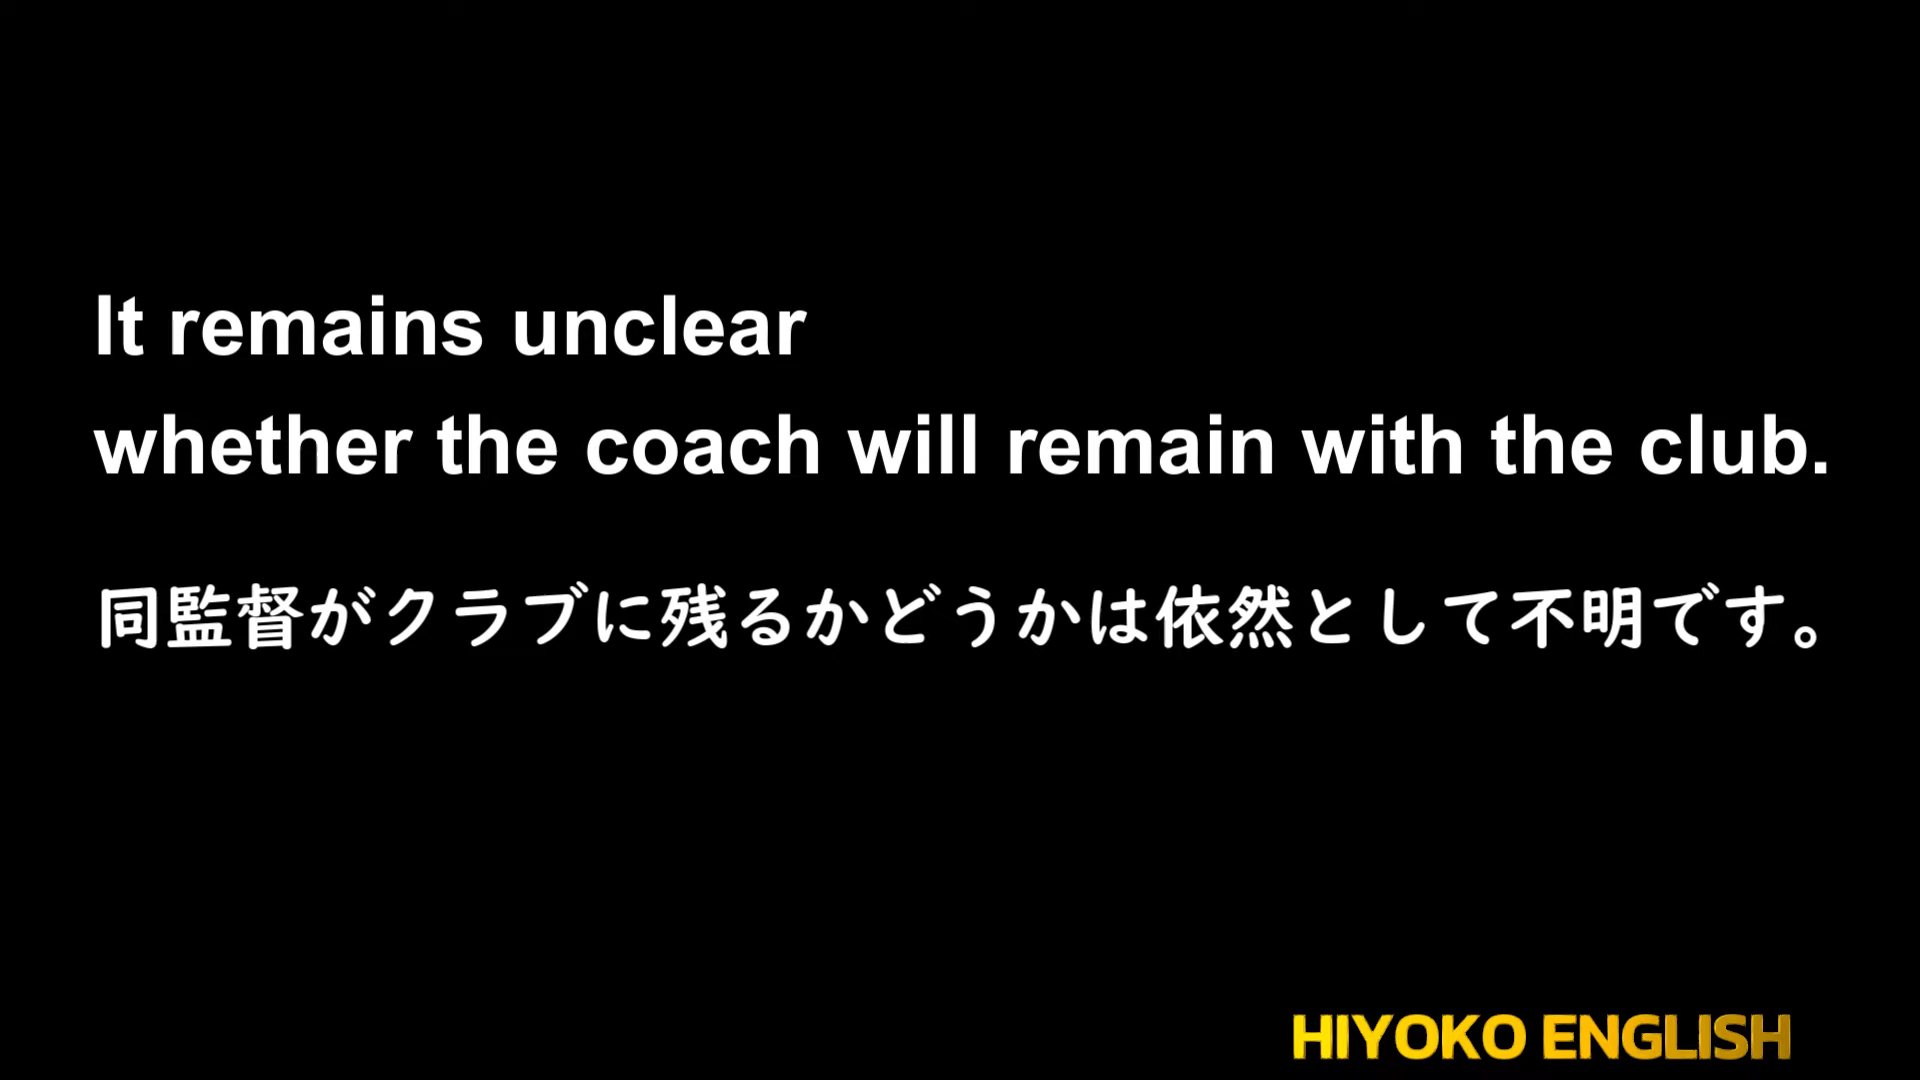 It remains unclear
whether the coach will remain with the club.
同監督がクラブに残るかどうかは依然として不明です。
HIYOKO ENGLISH